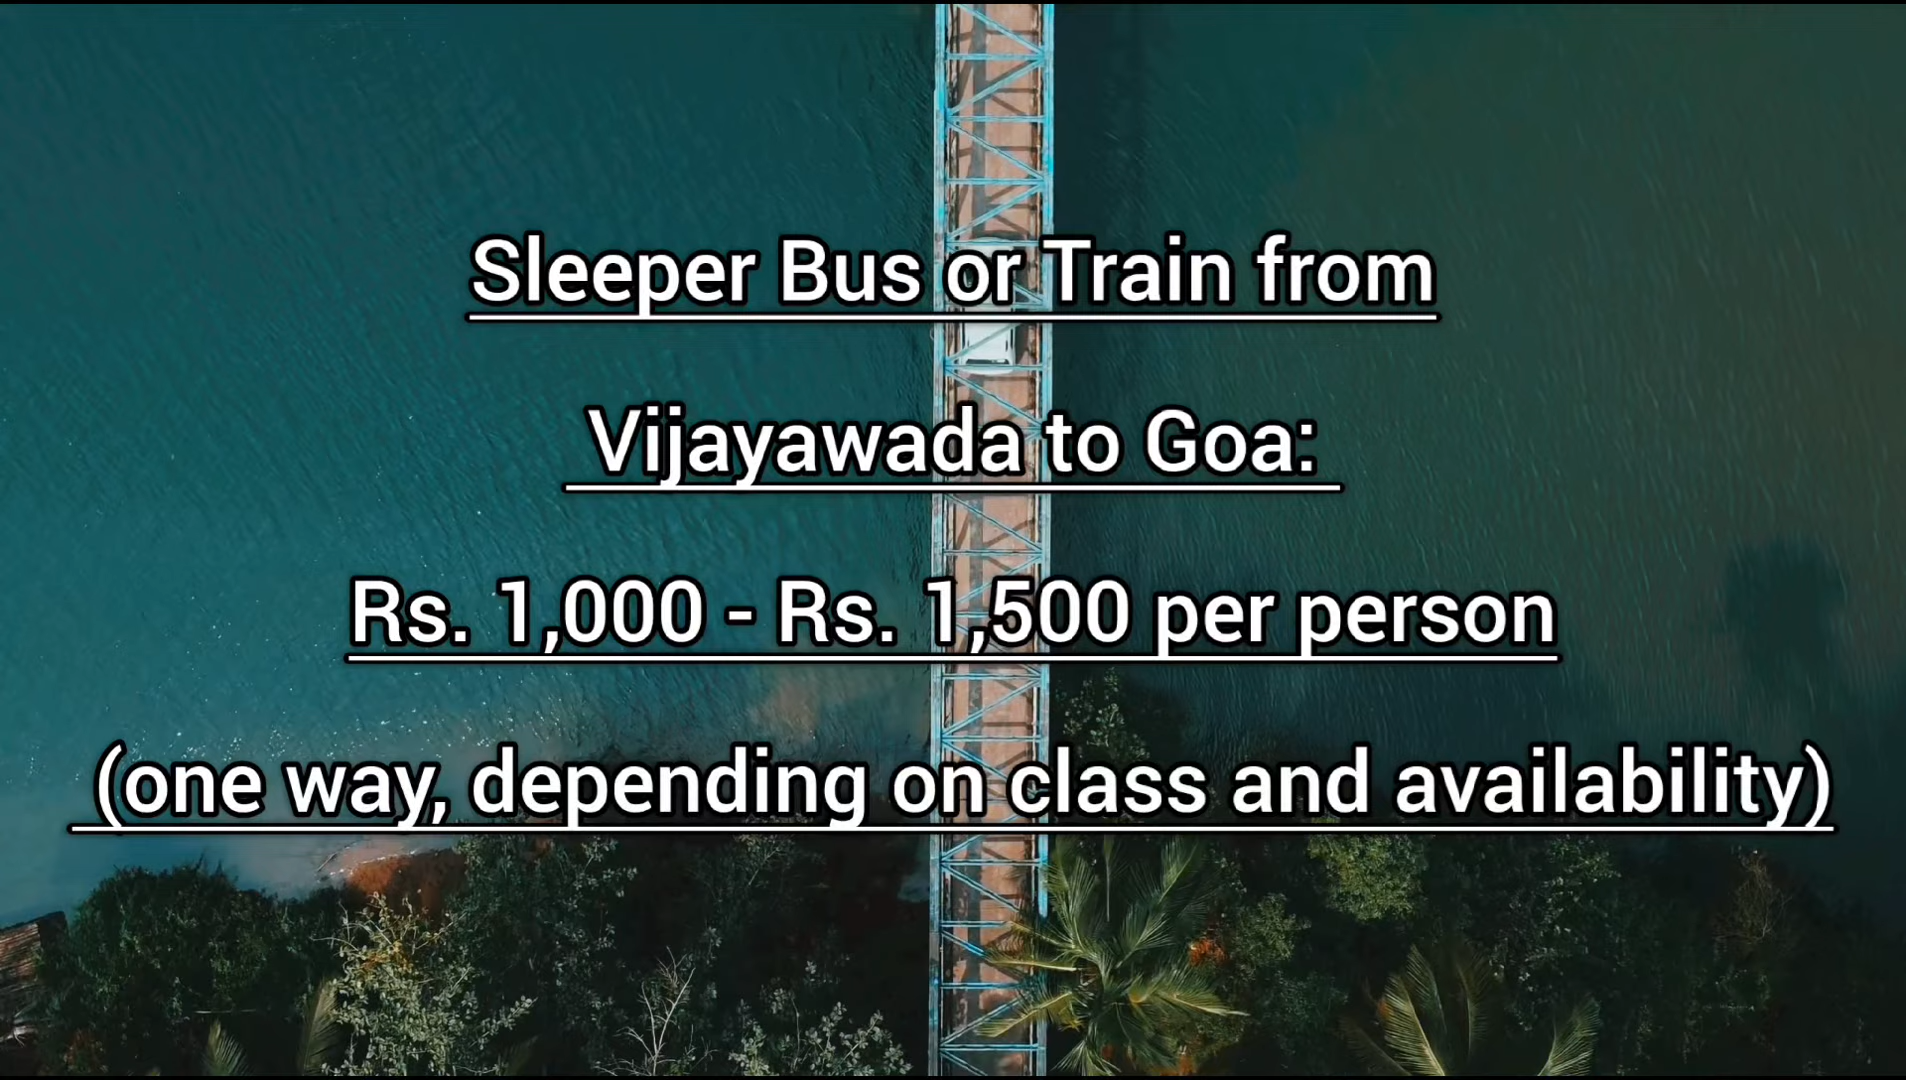 Sleeper Bus or Train from
Vijayawada to Goa:
Rs. 1,000 - Rs. 1,500 per person
(one way, depending on class and availability)